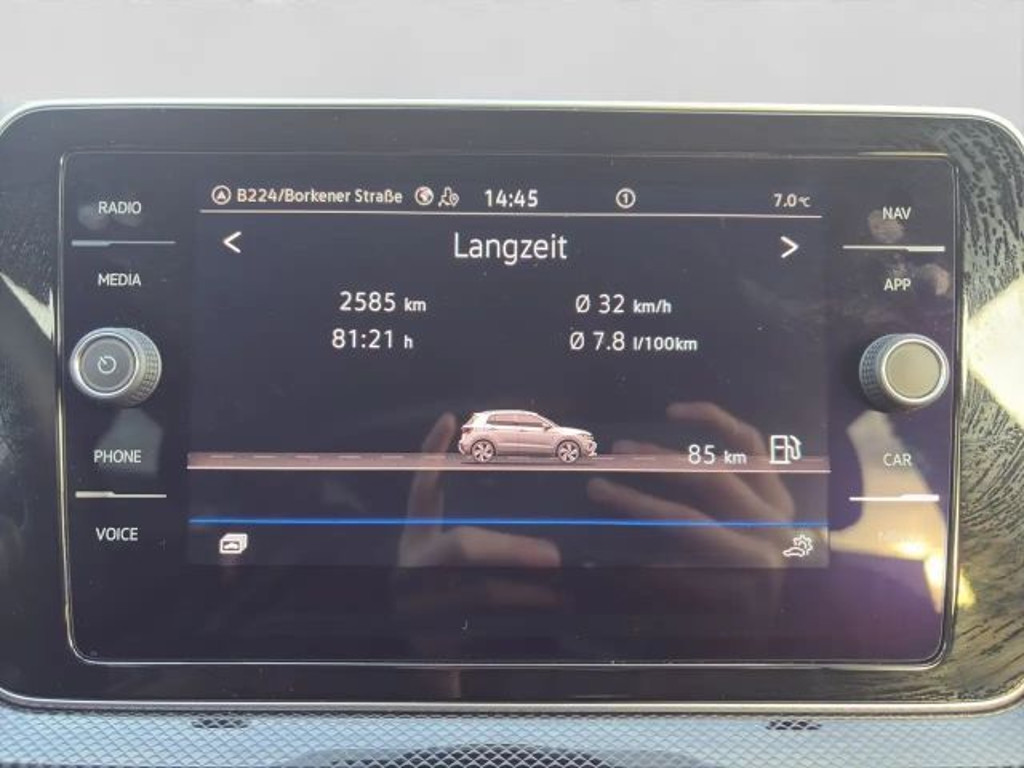 RADIO
MEDIA
PHONE
VOICE
B224/Borkener Straße 14:45 1 7.0°C
< Langzeit >
2585 km Ø 32 km/h
81:21 h Ø 7.8 l/100km
85 km
NAV
APP
CAR